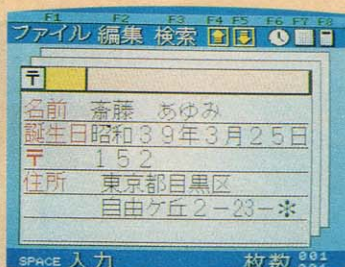 F1 F2 F3 F4 F5 F6 F7 F8
ファイル 編集 検索
〒
名前 斎藤 あゆみ
誕生日昭和39年3月25日
〒 152
住所 東京都目黒区
自由ケ丘2-23-*
SPACE 入力 枚数 001
001